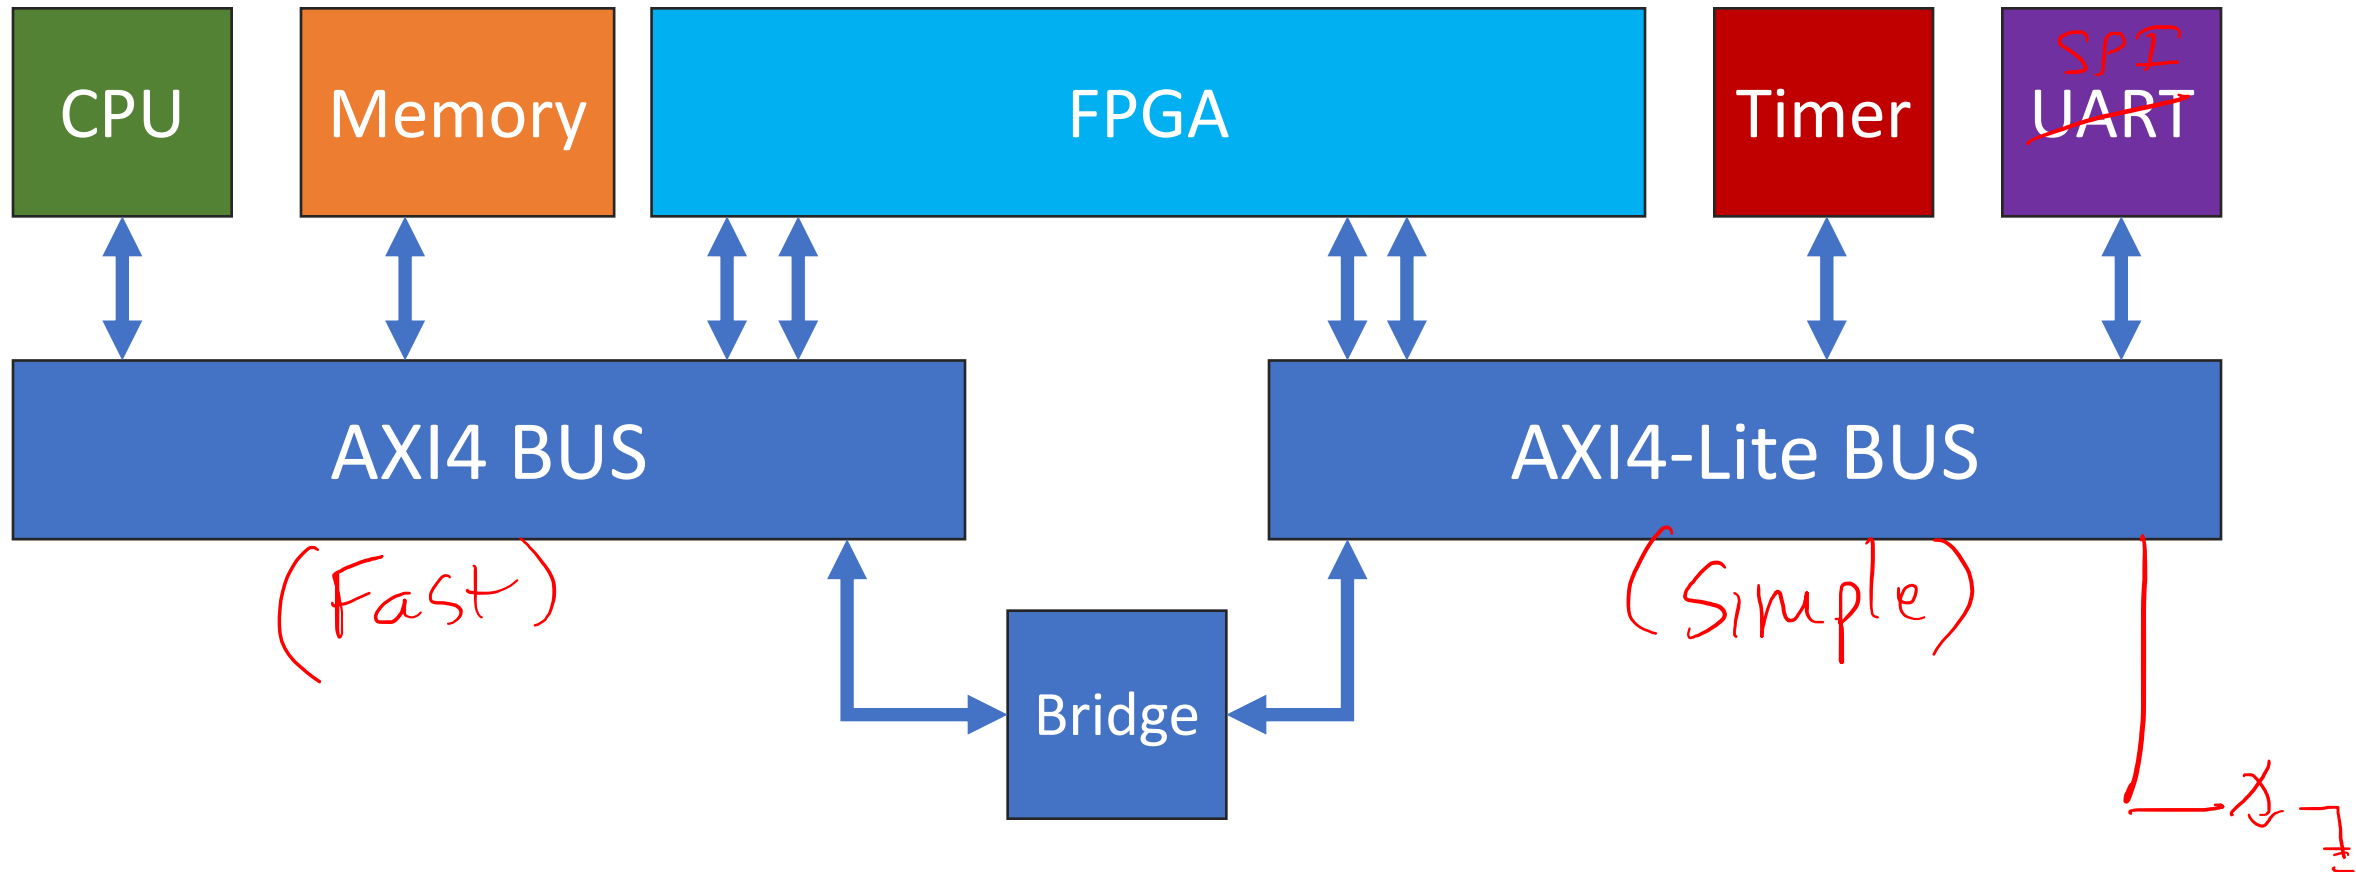 CPU
Memory
FPGA
Timer
SPI
UART
AXI4 BUS
AXI4-Lite BUS
(Fast)
(Simple)
Bridge